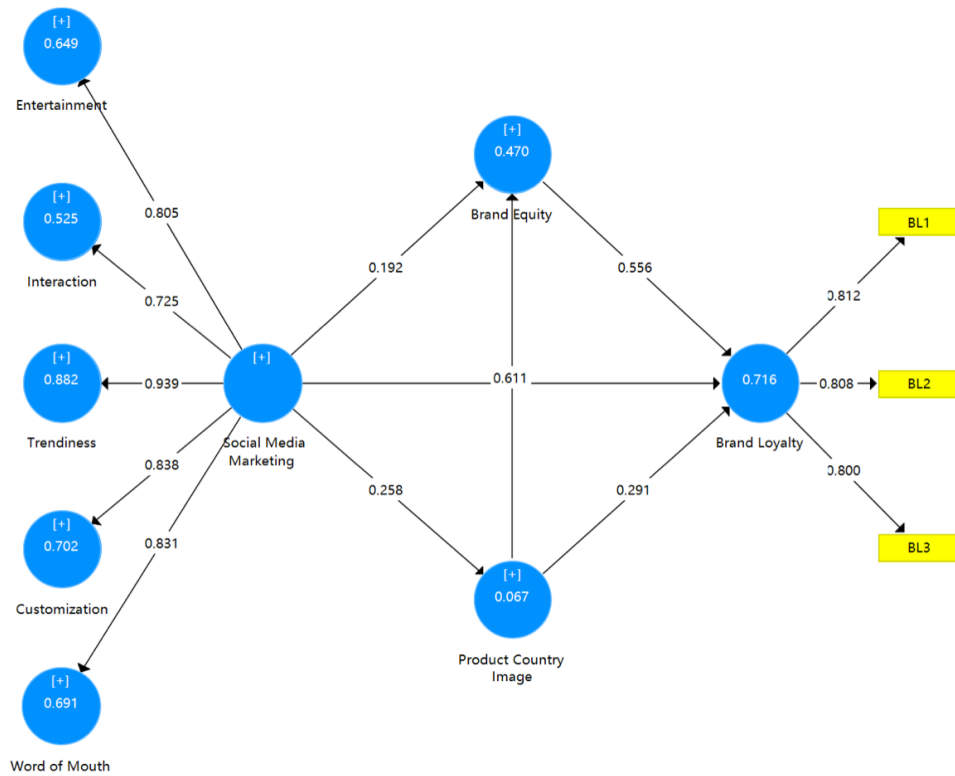 [+]
0.649
Entertainment
[+]
0.525
Interaction
[+]
0.882
Trendiness
[+]
0.702
Customization
[+]
0.691
Word of Mouth
0.805
0.725
0.939
0.838
0.831
[+]
Social Media
Marketing
0.192
0.258
[+]
0.470
Brand Equity
0.611
[+]
0.067
Product Country
Image
0.556
0.291
0.716
Brand Loyalty
0.812
0.808
0.800
BL1
BL2
BL3